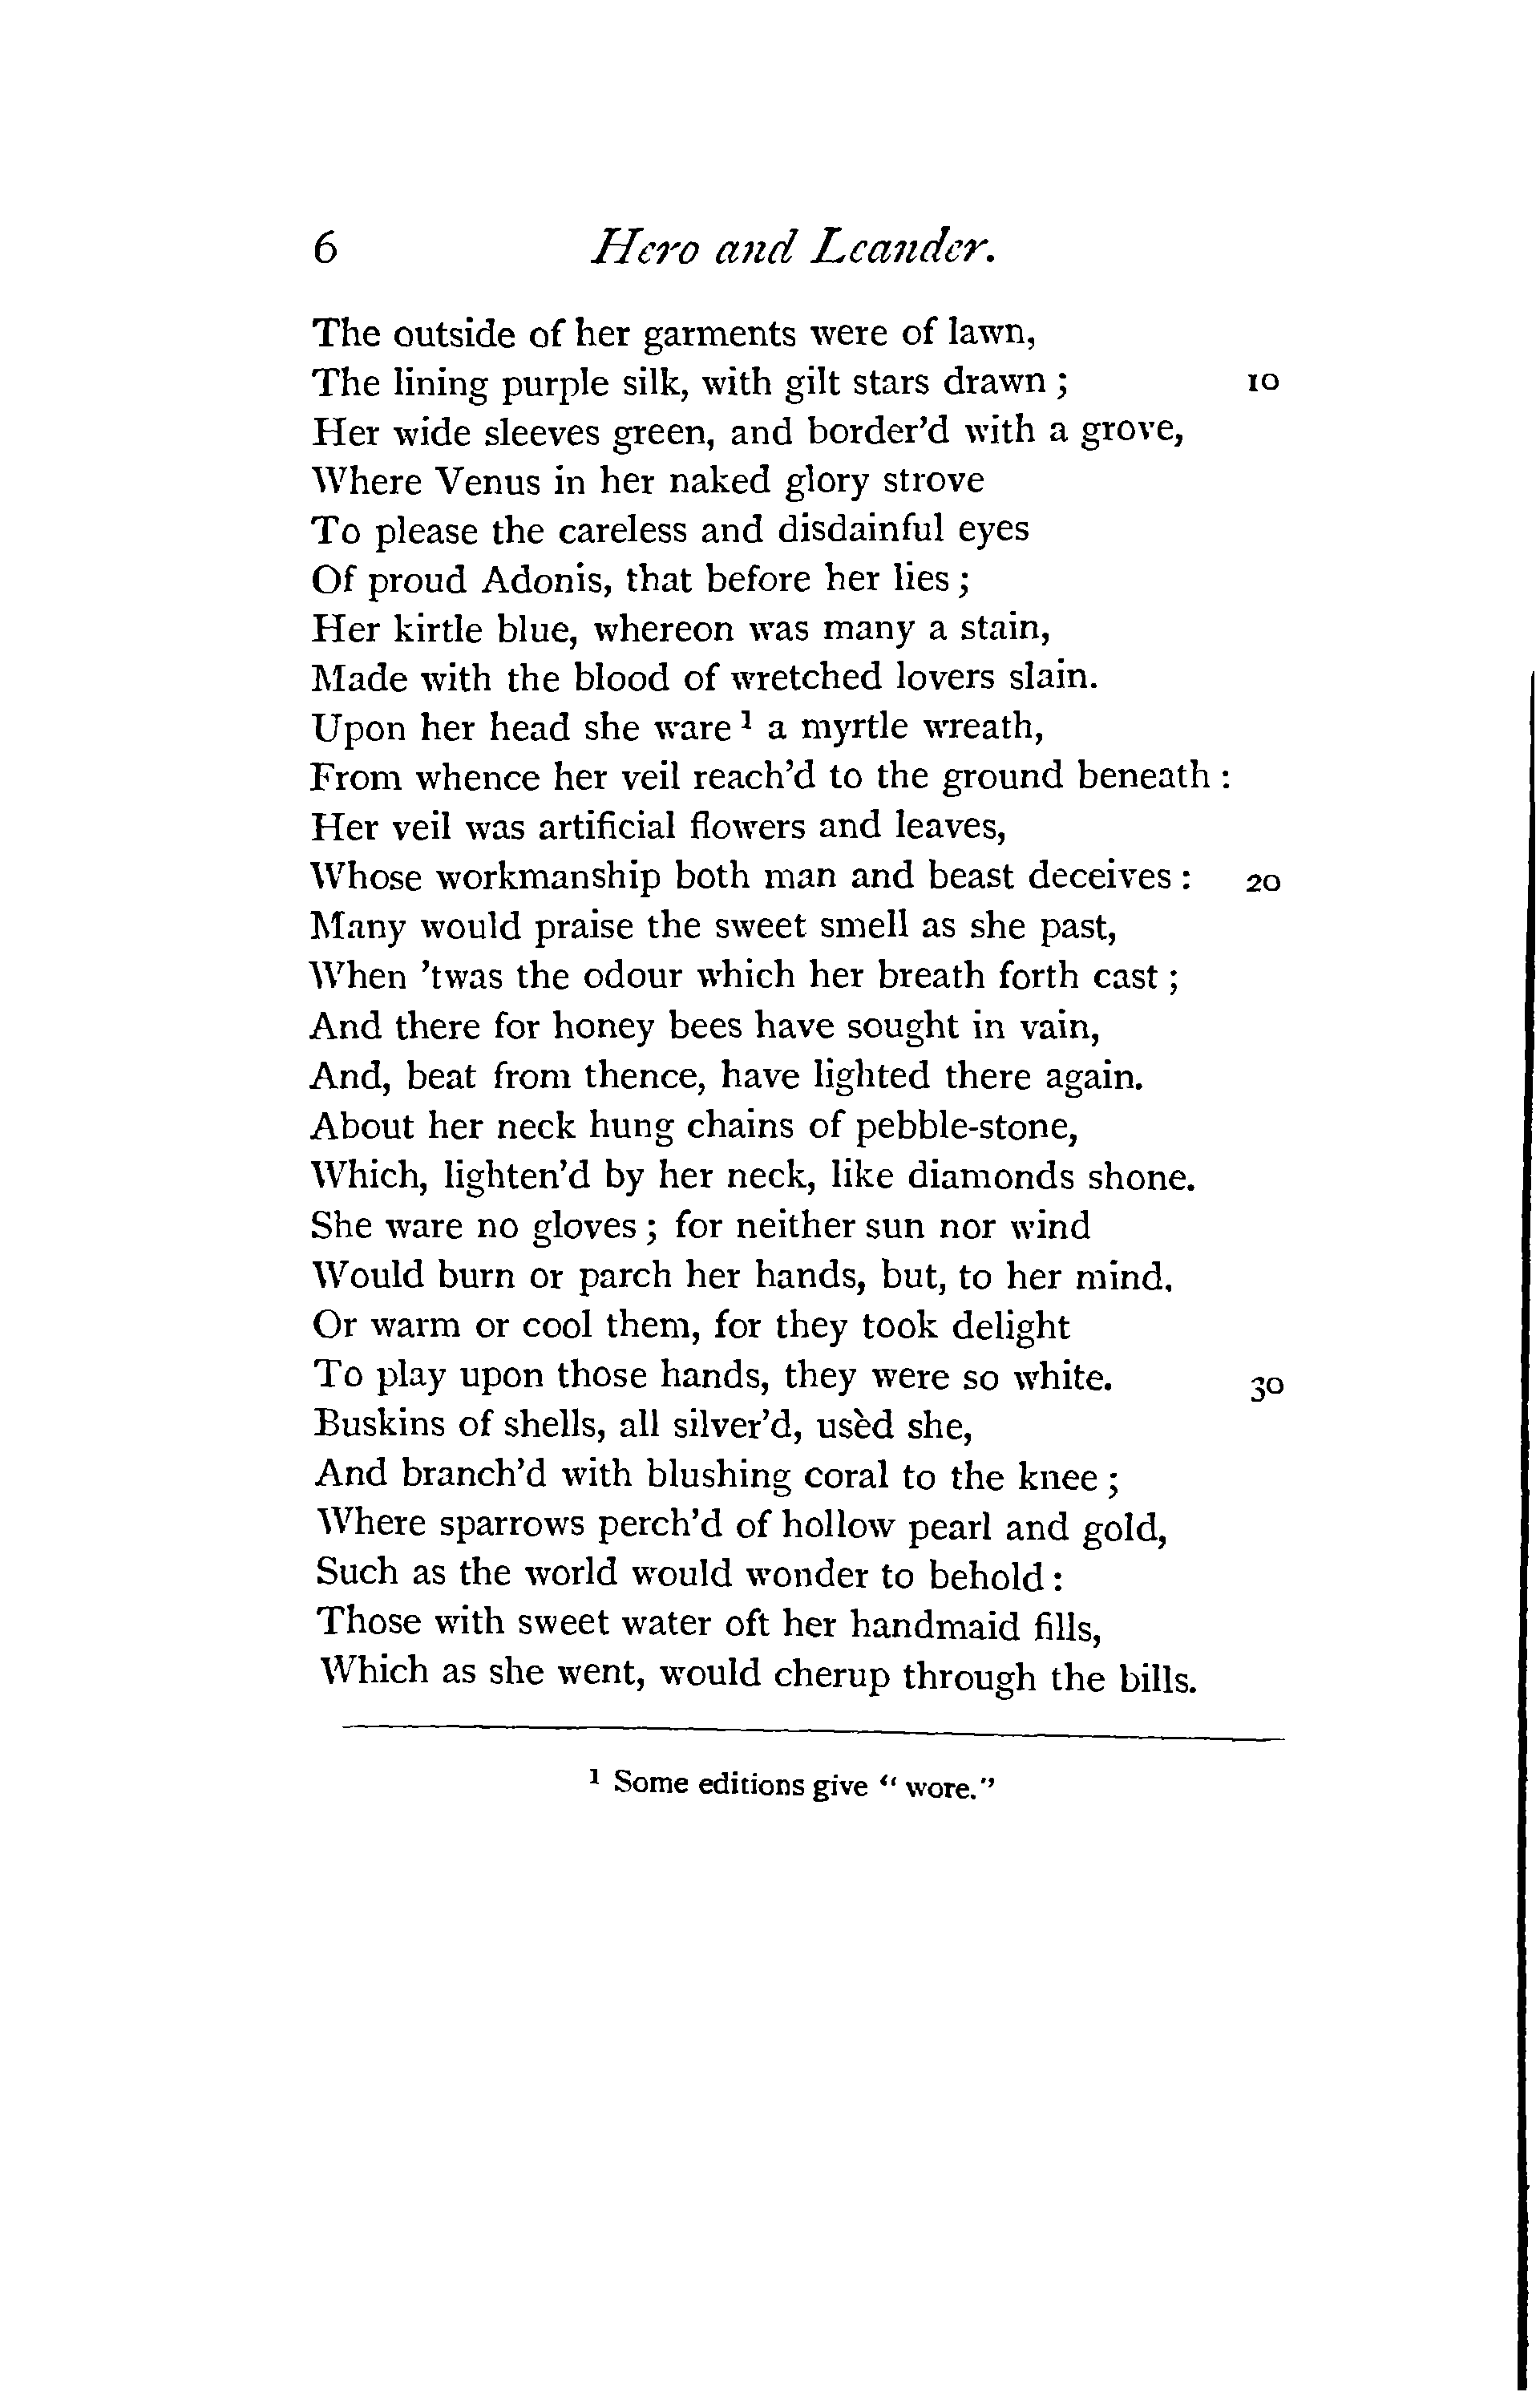 6 Hero and Leander.
The outside of her garments were of lawn,
The lining purple silk, with gilt stars drawn ; 10
Her wide sleeves green, and border'd with a grove,
Where Venus in her naked glory strove
To please the careless and disdainful eyes
Of proud Adonis, that before her lies ;
Her kirtle blue, whereon was many a stain,
Made with the blood of wretched lovers slain.
Upon her head she ware ¹ a myrtle wreath,
From whence her veil reach'd to the ground beneath :
Her veil was artificial flowers and leaves,
Whose workmanship both man and beast deceives : 20
Many would praise the sweet smell as she past,
When 'twas the odour which her breath forth cast ;
And there for honey bees have sought in vain,
And, beat from thence, have lighted there again.
About her neck hung chains of pebble-stone,
Which, lighten'd by her neck, like diamonds shone.
She ware no gloves ; for neither sun nor wind
Would burn or parch her hands, but, to her mind.
Or warm or cool them, for they took delight
To play upon those hands, they were so white. 30
Buskins of shells, all silver'd, usèd she,
And branch'd with blushing coral to the knee ;
Where sparrows perch'd of hollow pearl and gold,
Such as the world would wonder to behold :
Those with sweet water oft her handmaid fills,
Which as she went, would cherup through the bills.
¹ Some editions give " wore."